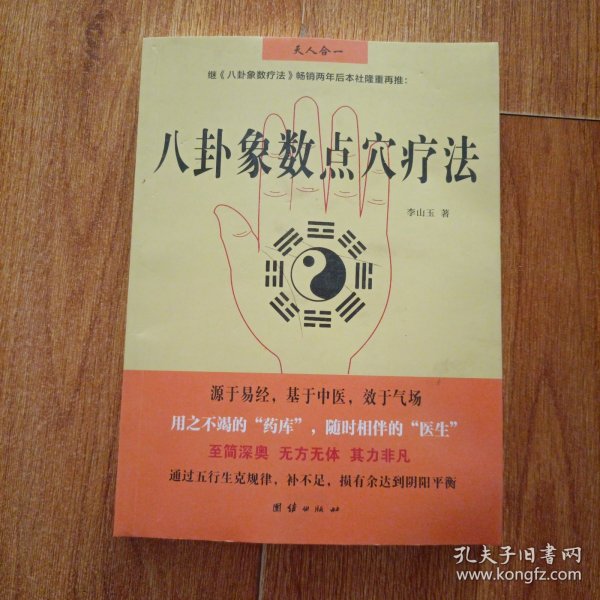 天人合一
继《八卦象数疗法》畅销两年后本社隆重再推：
八卦象数点穴疗法
李山玉 著
源于易经，基于中医，效于气场
用之不竭的“药库”，随时相伴的“医生”
至简深奥 无方无体 其力非凡
通过五行生克规律，补不足，损有余达到阴阳平衡
团结出版社
孔夫子旧书网
www.kongfz.com